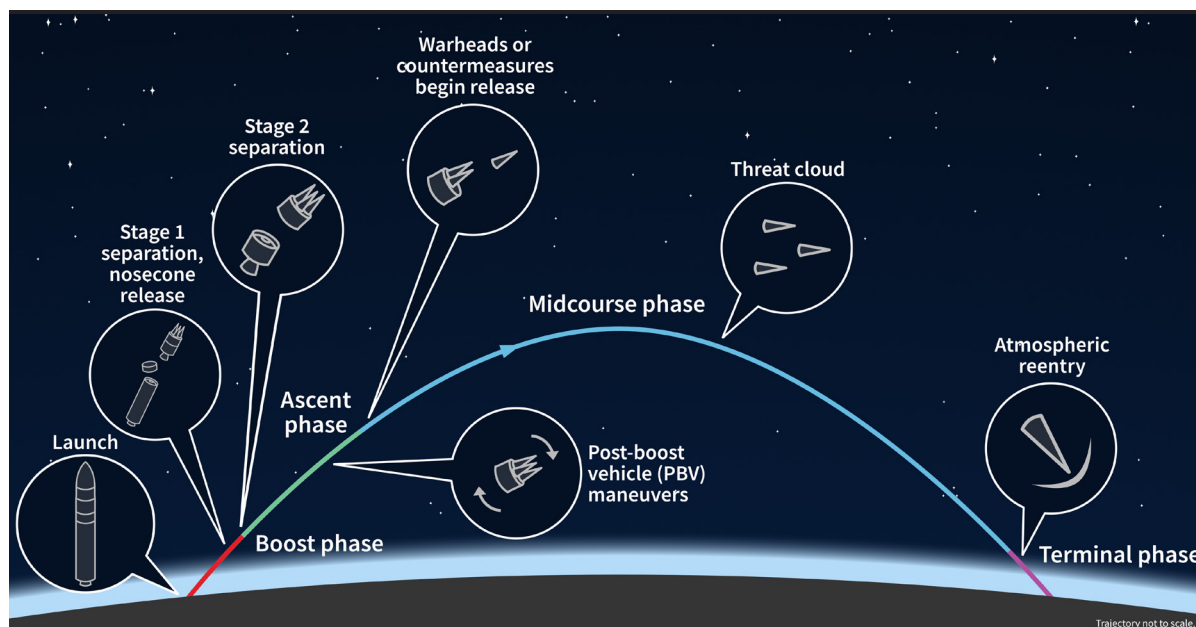 Warheads or
countermeasures
begin release
Stage 2
separation
Threat cloud
Stage 1
separation,
nosecone
release
Midcourse phase
Atmospheric
reentry
Ascent
phase
Launch
Post-boost
vehicle (PBV)
maneuvers
Boost phase
Terminal phase
Trajectory not to scale.